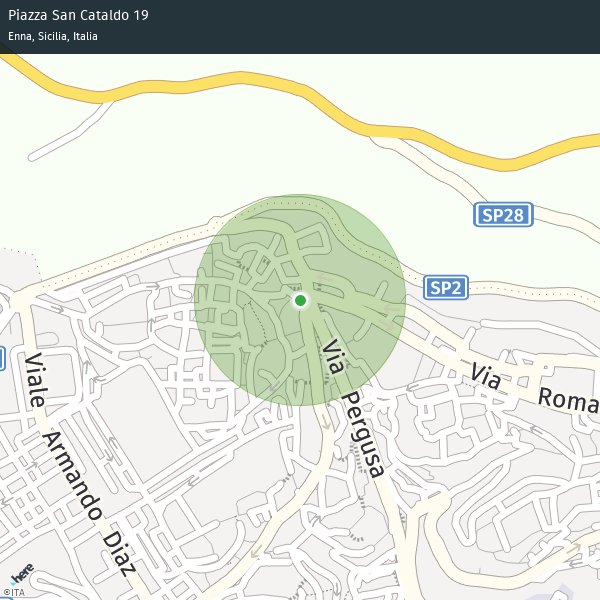 Piazza San Cataldo 19
Enna, Sicilia, Italia
SP28
SP2
Via Pergusa
Via Roma
Viale Armando Diaz
here
©ITA